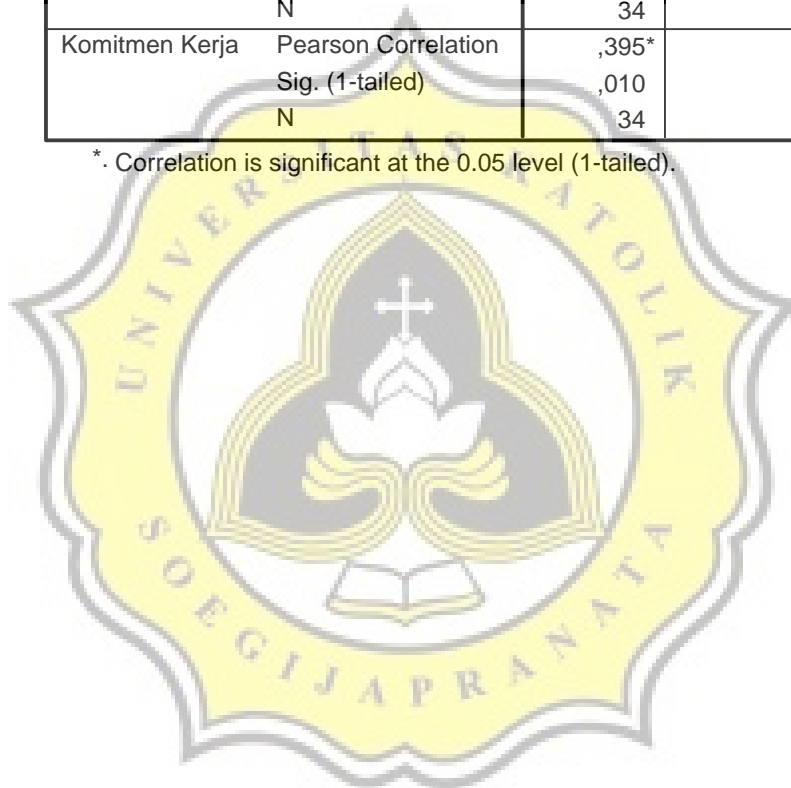 N 34
Komitmen Kerja Pearson Correlation ,395*
Sig. (1-tailed) ,010
N 34
*. Correlation is significant at the 0.05 level (1-tailed).
UNIVERSITAS KATOLIK
SOEGIJAPRANATA